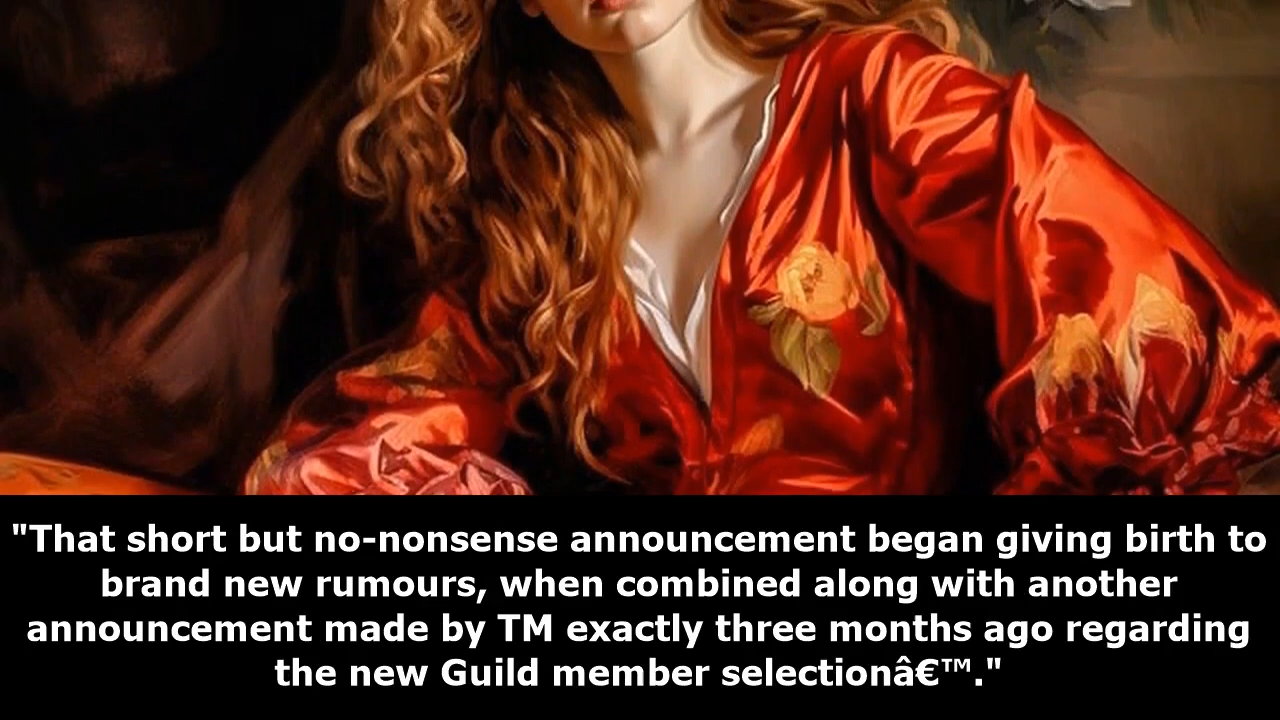 "That short but no-nonsense announcement began giving birth to
brand new rumours, when combined along with another
announcement made by TM exactly three months ago regarding
the new Guild member selectionâ€™."